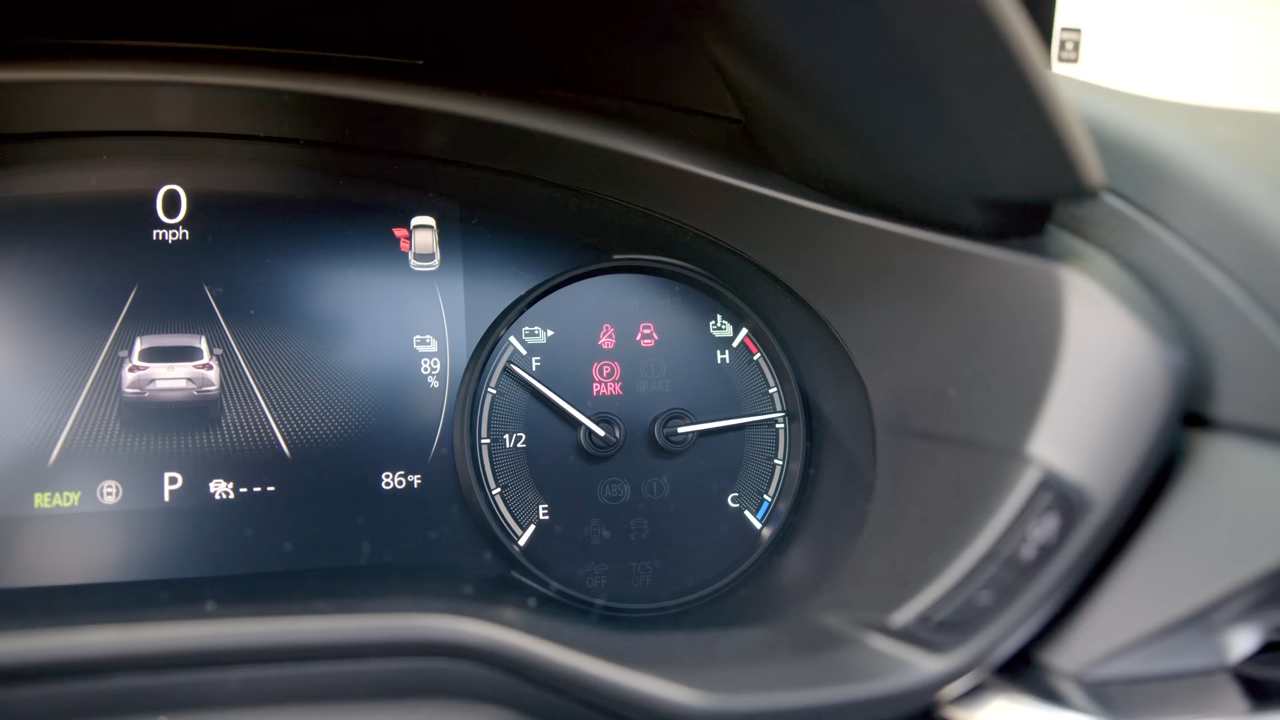 0
mph
89
%
READY
P
---
86°F
F
H
PARK
BRAKE
1/2
ABS
C
E
OFF
TCS
OFF